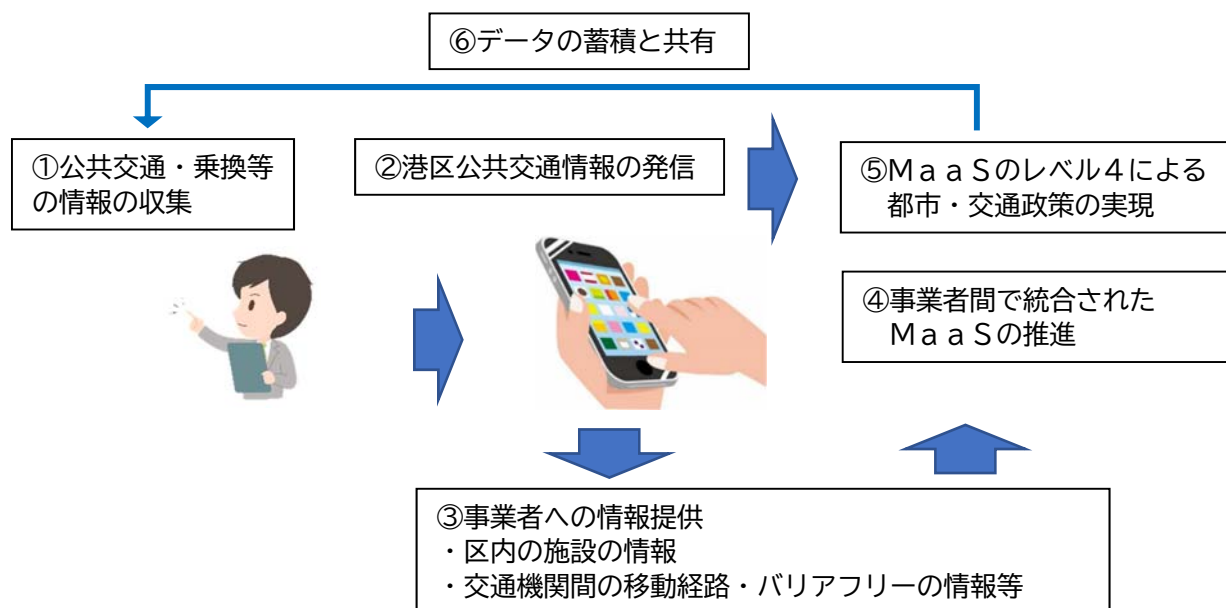 ⑥データの蓄積と共有
①公共交通・乗換等
の情報の収集
②港区公共交通情報の発信
⑤ＭａａＳのレベル４による
都市・交通政策の実現
④事業者間で統合された
ＭａａＳの推進
③事業者への情報提供
・区内の施設の情報
・交通機関間の移動経路・バリアフリーの情報等